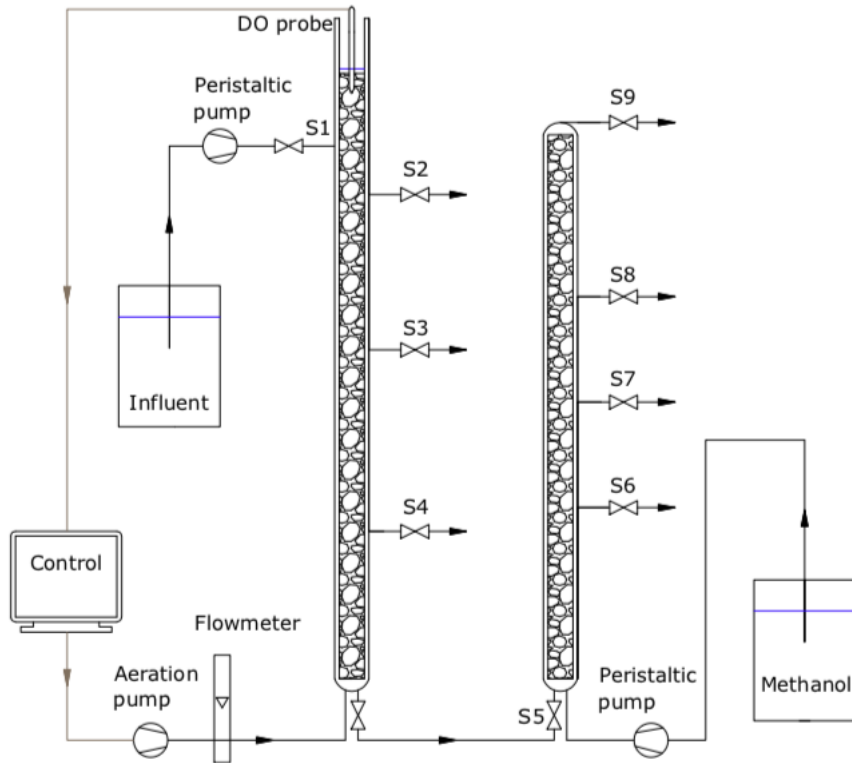 DO probe
Peristaltic
pump
S1
S9
S2
S8
S3
S7
Influent
S4
S6
Control
Flowmeter
Aeration
pump
S5
Peristaltic
pump
Methanol